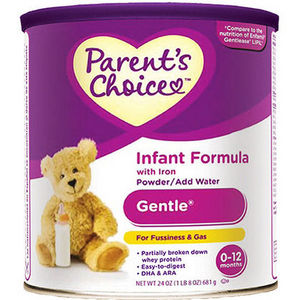 *Compare to the
nutrition of Enfamil®
Gentlease® LIPIL®
Parent's
Choice™
Infant Formula
with Iron
Powder/Add Water
Gentle®
For Fussiness & Gas
• Partially broken down
whey protein
• Easy-to-digest
• DHA & ARA
0-12
months
NET WT. 24 OZ (1 LB 8 OZ) 681 g